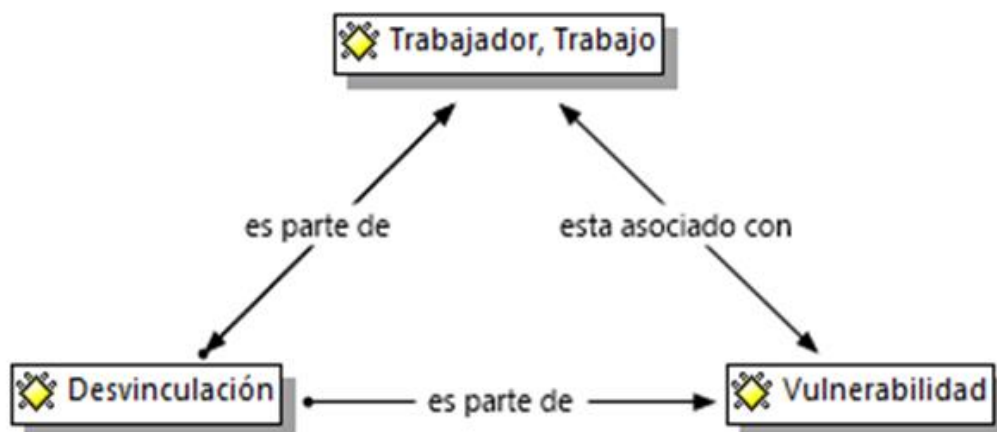 Trabajador, Trabajo
es parte de
esta asociado con
Desvinculación
es parte de
Vulnerabilidad